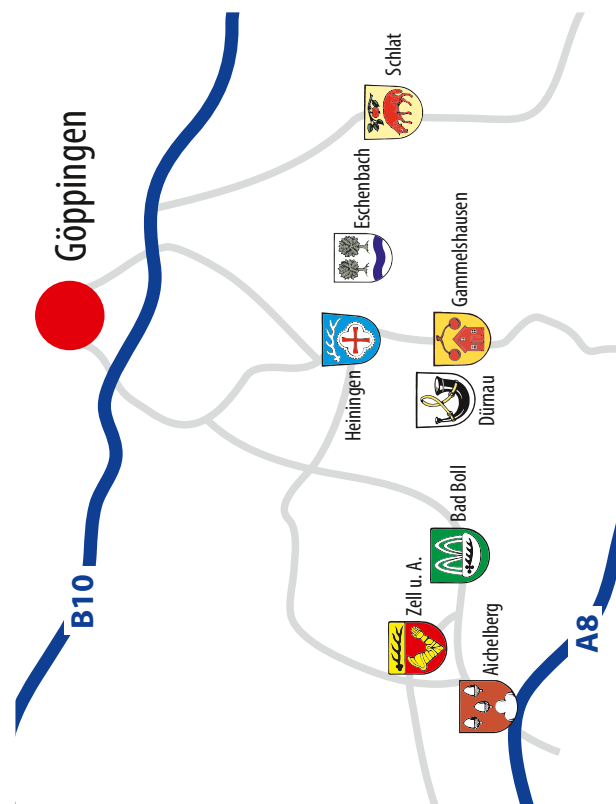 Göppingen
Schlat
Eschenbach
Heiningen
Gammelshausen
Dürnau
Bad Boll
Zell u. A.
Aichelberg
B10
A8